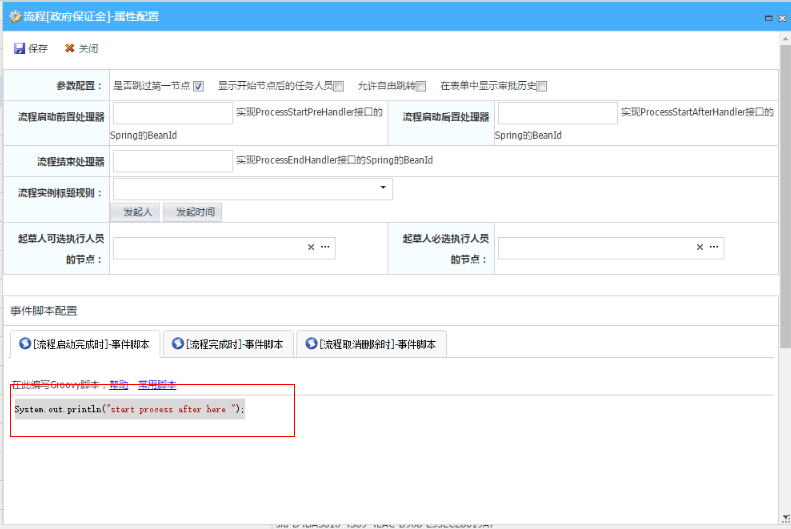 流程[政府保证金]-属性配置
保存 关闭
参数配置： 是否跳过第一节点 显示开始节点后的任务人员 允许自由跳转 在表单中显示审批历史
流程启动前置处理器 实现ProcessStartPreHandler接口的
Spring的BeanId
流程启动后置处理器 实现ProcessStartAfterHandler接口的
Spring的BeanId
流程结束处理器 实现ProcessEndHandler接口的Spring的BeanId
流程实例标题规则：
发起人 发起时间
起草人可选执行人员
的节点：
起草人必选执行人员
的节点：
事件脚本配置
[流程启动完成时]-事件脚本 [流程完成时]-事件脚本 [流程取消删除时]-事件脚本
在此编写Groovy脚本，帮助 常用脚本
System.out.println("start process after here ");